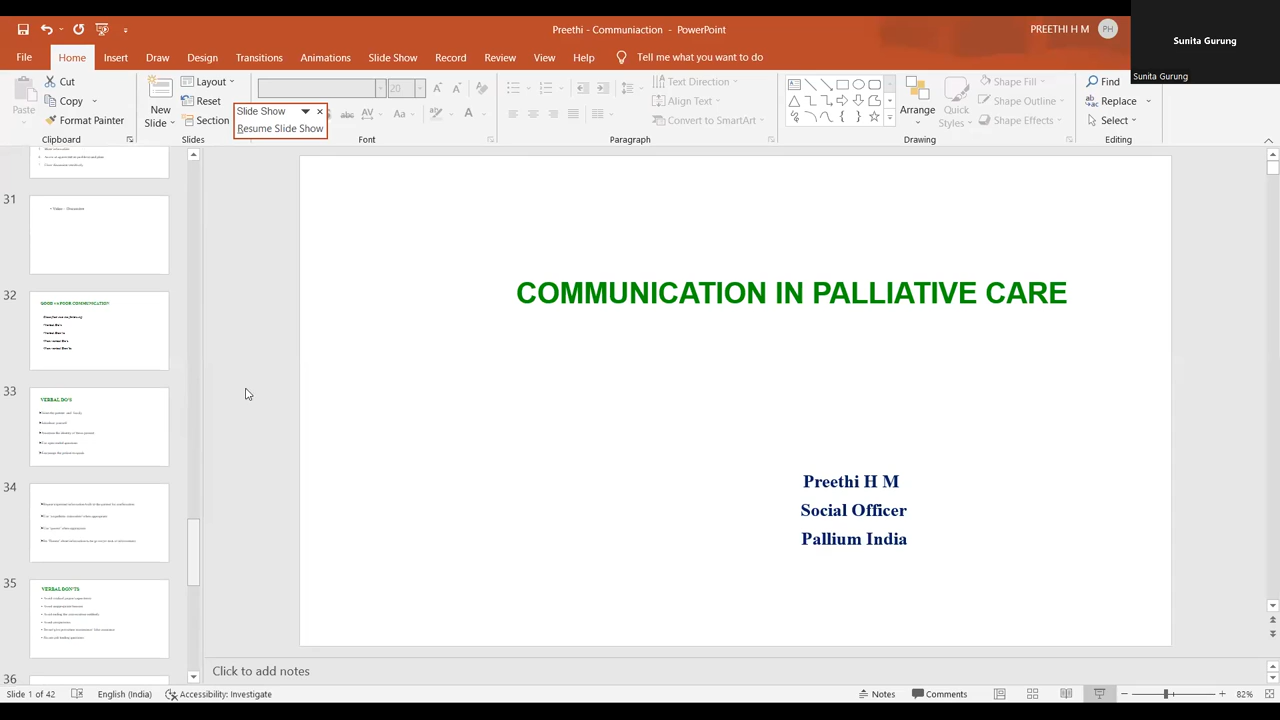 Preethi - Communiaction - PowerPoint
PREETHI H M
PH
Sunita Gurung
Sunita Gurung
File
Home
Insert
Draw
Design
Transitions
Animations
Slide Show
Record
Review
View
Help
Tell me what you want to do
Paste
Cut
Copy
Format Painter
Clipboard
New Slide
Layout
Reset
Section
Slides
Slide Show
Resume Slide Show
20
Aa
A
Font
Text Direction
Align Text
Convert to SmartArt
Paragraph
Arrange
Quick Styles
Shape Fill
Shape Outline
Shape Effects
Drawing
Find
Replace
Select
Editing
31
32
33
VERBAL DO'S
34
35
VERBAL DON'TS
36
COMMUNICATION IN PALLIATIVE CARE
Preethi H M
Social Officer
Pallium India
Click to add notes
Slide 1 of 42
English (India)
Accessibility: Investigate
Notes
Comments
82%